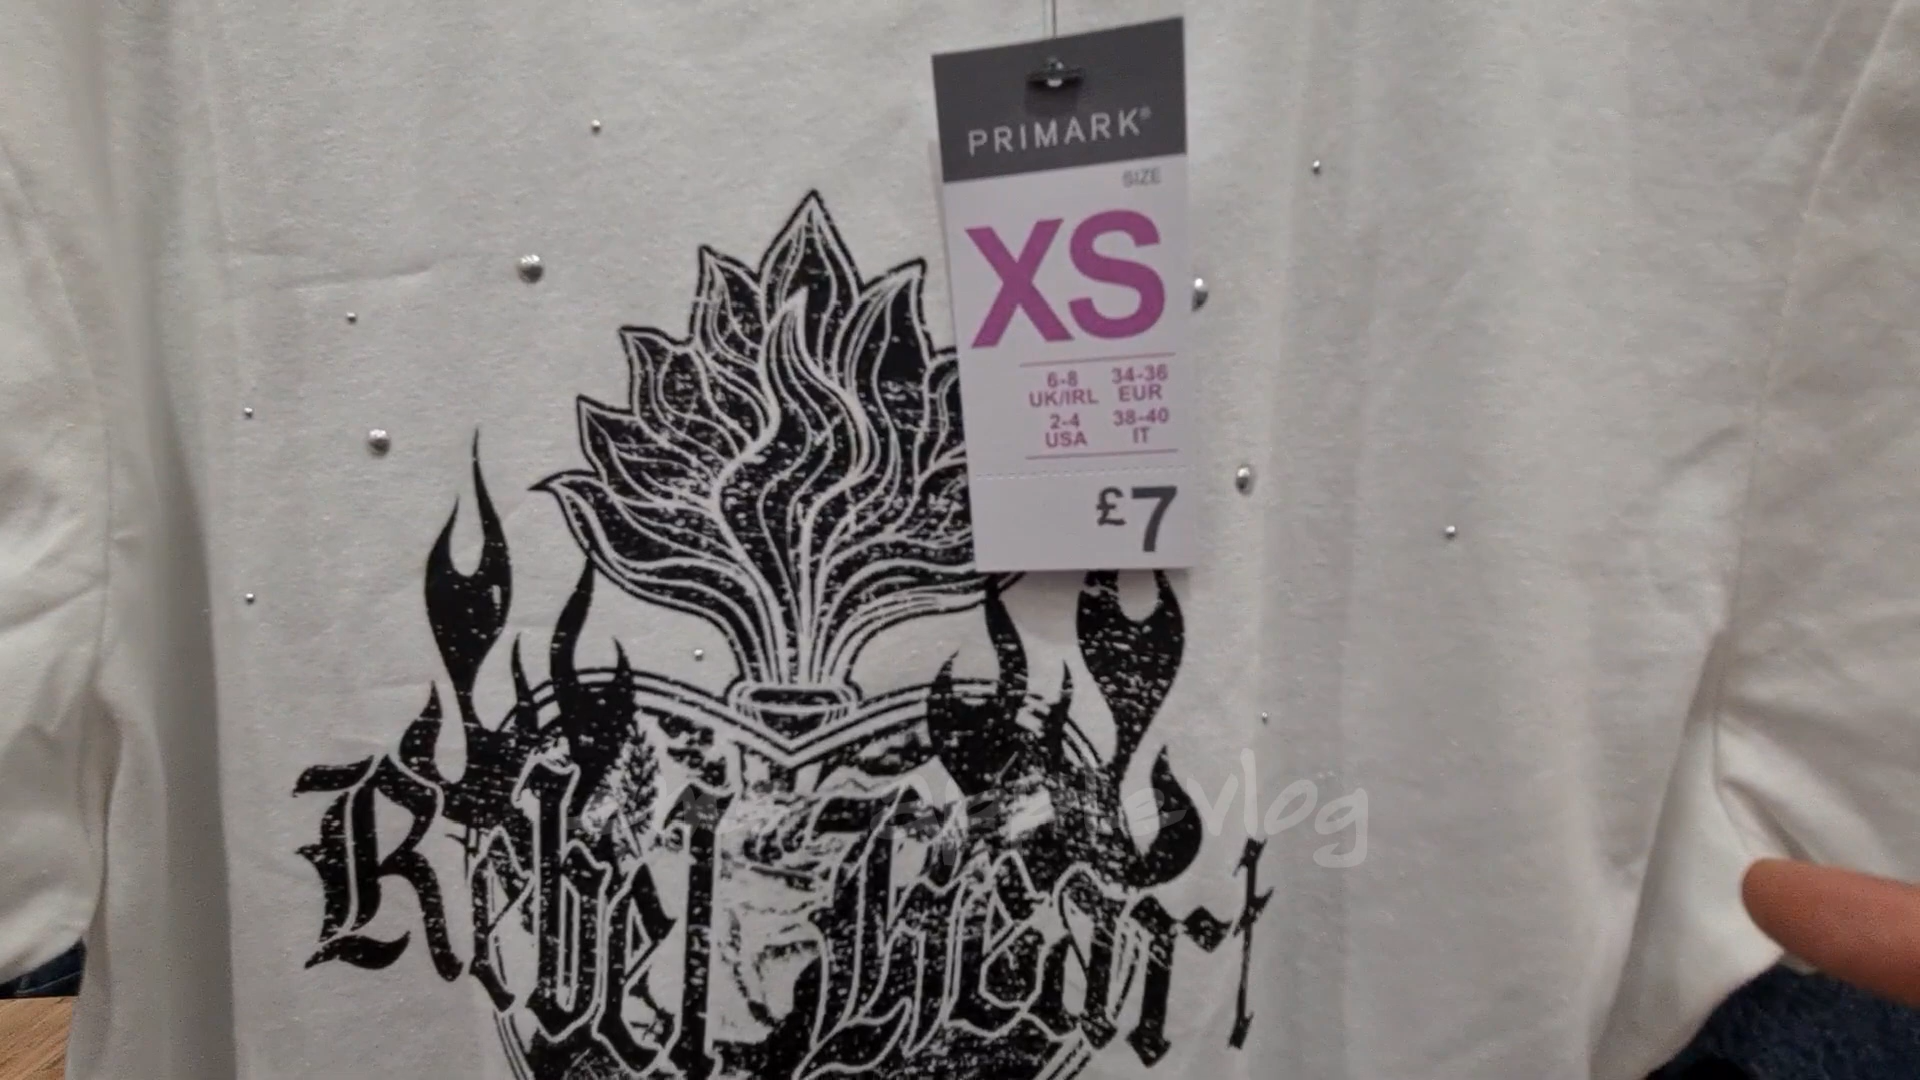 PRIMARK®
SIZE
XS
6-8 34-36
UK/IRL EUR
2-4 38-40
USA IT
£7
Rebel Heart
applevlog